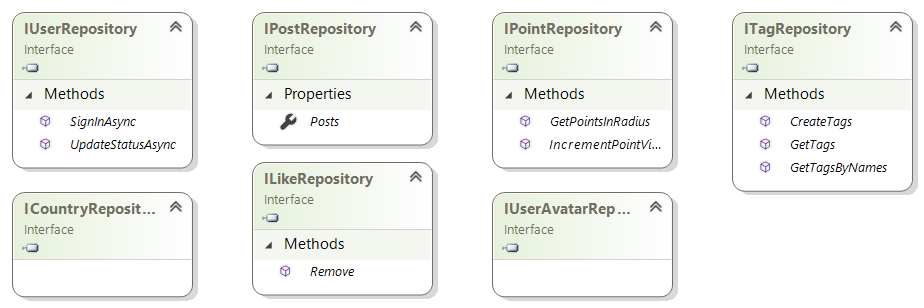 IUserRepository
Interface
Methods
SignInAsync
UpdateStatusAsync
IPostRepository
Interface
Properties
Posts
IPointRepository
Interface
Methods
GetPointsInRadius
IncrementPointVi...
ITagRepository
Interface
Methods
CreateTags
GetTags
GetTagsByNames
ICountryReposit...
Interface
ILikeRepository
Interface
Methods
Remove
IUserAvatarRep...
Interface